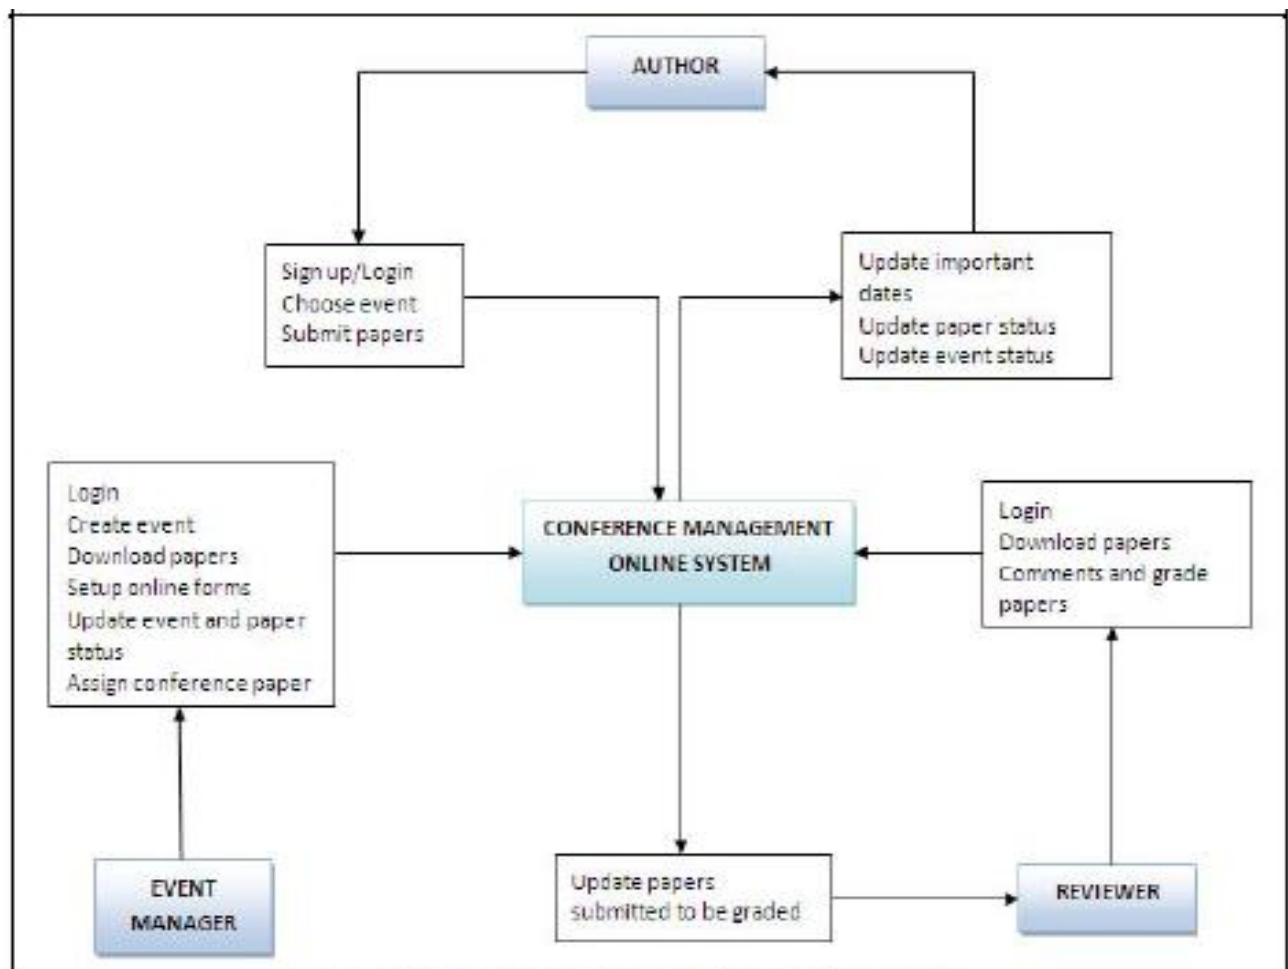 AUTHOR
Sign up/Login
Choose event
Submit papers
Update important
dates
Update paper status
Update event status
Login
Create event
Download papers
Setup online forms
Update event and paper
status
Assign conference paper
CONFERENCE MANAGEMENT
ONLINE SYSTEM
Login
Download papers
Comments and grade
papers
EVENT
MANAGER
Update papers
submitted to be graded
REVIEWER